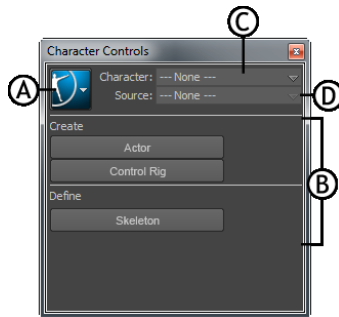 C
Character Controls
A
Character: --- None ---
Source: --- None ---
D
Create
Actor
Control Rig
B
Define
Skeleton